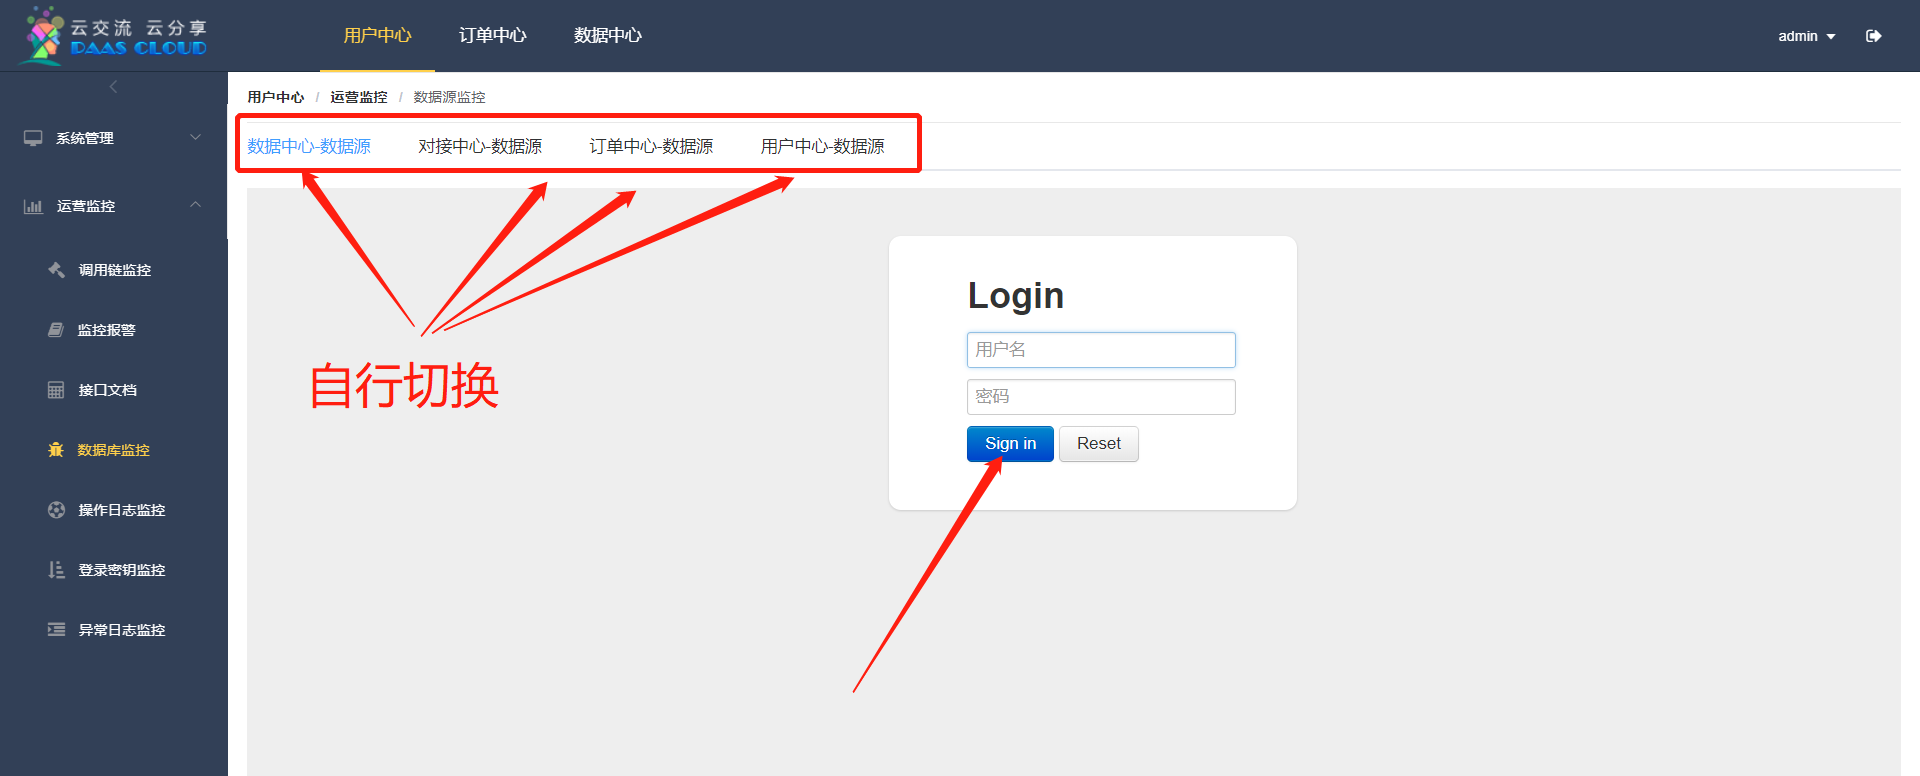 云交流 云分享
DAAS CLOUD
用户中心 订单中心 数据中心
admin
用户中心 / 运营监控 / 数据源监控
数据中心-数据源 对接中心-数据源 订单中心-数据源 用户中心-数据源
系统管理
运营监控
调用链监控
监控报警
接口文档
数据库监控
操作日志监控
登录密钥监控
异常日志监控
自行切换
Login
用户名
密码
Sign in Reset